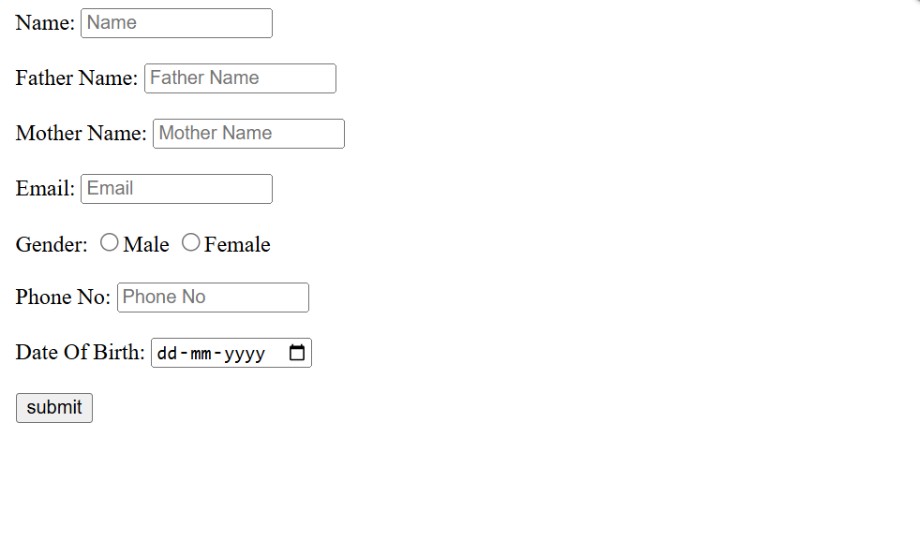 Name: Name
Father Name: Father Name
Mother Name: Mother Name
Email: Email
Gender: Male Female
Phone No: Phone No
Date Of Birth: dd-mm-yyyy
submit